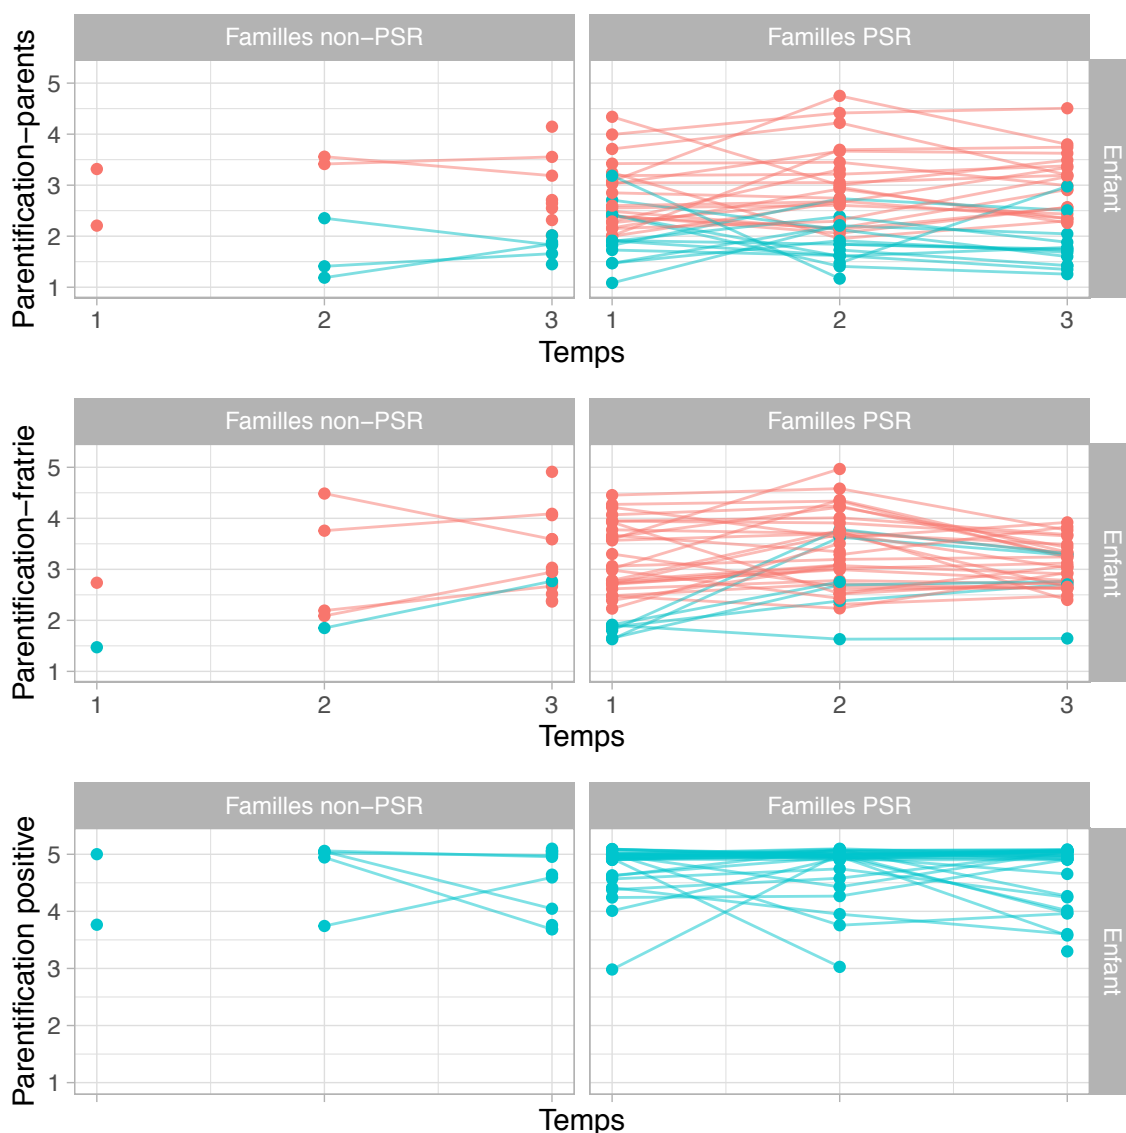 Familles non−PSR
Familles PSR
Parentification−parents
5
4
3
2
1
Enfant
1
2
3
1
2
3
Temps
Familles non−PSR
Familles PSR
Parentification−fratrie
5
4
3
2
1
Enfant
1
2
3
1
2
3
Temps
Familles non−PSR
Familles PSR
Parentification positive
5
4
3
2
1
Enfant
Temps